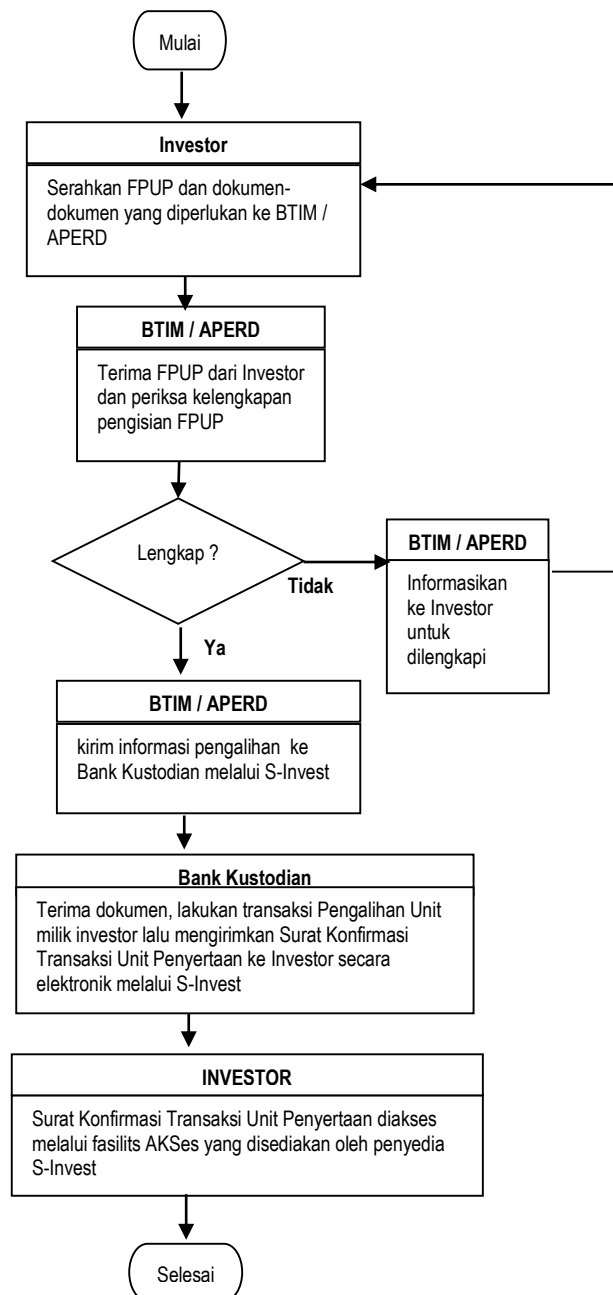 Mulai
Investor
Serahkan FPUP dan dokumen-
dokumen yang diperlukan ke BTIM /
APERD
BTIM / APERD
Terima FPUP dari Investor
dan periksa kelengkapan
pengisian FPUP
Lengkap ?
Tidak
BTIM / APERD
Informasikan
ke Investor
untuk
dilengkapi
Ya
BTIM / APERD
kirim informasi pengalihan ke
Bank Kustodian melalui S-Invest
Bank Kustodian
Terima dokumen, lakukan transaksi Pengalihan Unit
milik investor lalu mengirimkan Surat Konfirmasi
Transaksi Unit Penyertaan ke Investor secara
elektronik melalui S-Invest
INVESTOR
Surat Konfirmasi Transaksi Unit Penyertaan diakses
melalui fasilits AKSes yang disediakan oleh penyedia
S-Invest
Selesai